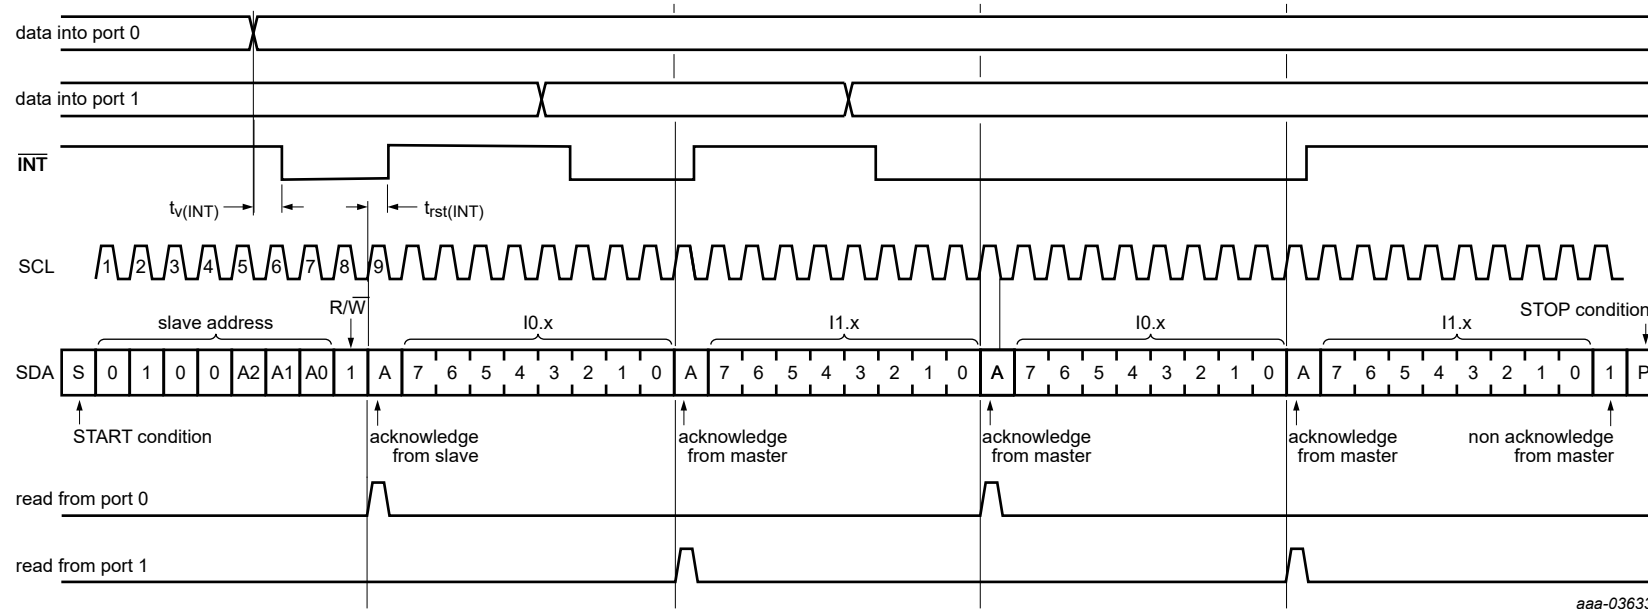 data into port 0
data into port 1
INT
tv(INT)
trst(INT)
SCL 1 2 3 4 5 6 7 8 9
R/W
STOP condition
slave address I0.x I1.x I0.x I1.x
SDA S 0 1 0 0 A2 A1 A0 1 A 7 6 5 4 3 2 1 0 A 7 6 5 4 3 2 1 0 A 7 6 5 4 3 2 1 0 A 7 6 5 4 3 2 1 0 1 P
START condition
acknowledge
from slave
acknowledge
from master
acknowledge
from master
acknowledge
from master
non acknowledge
from master
read from port 0
read from port 1